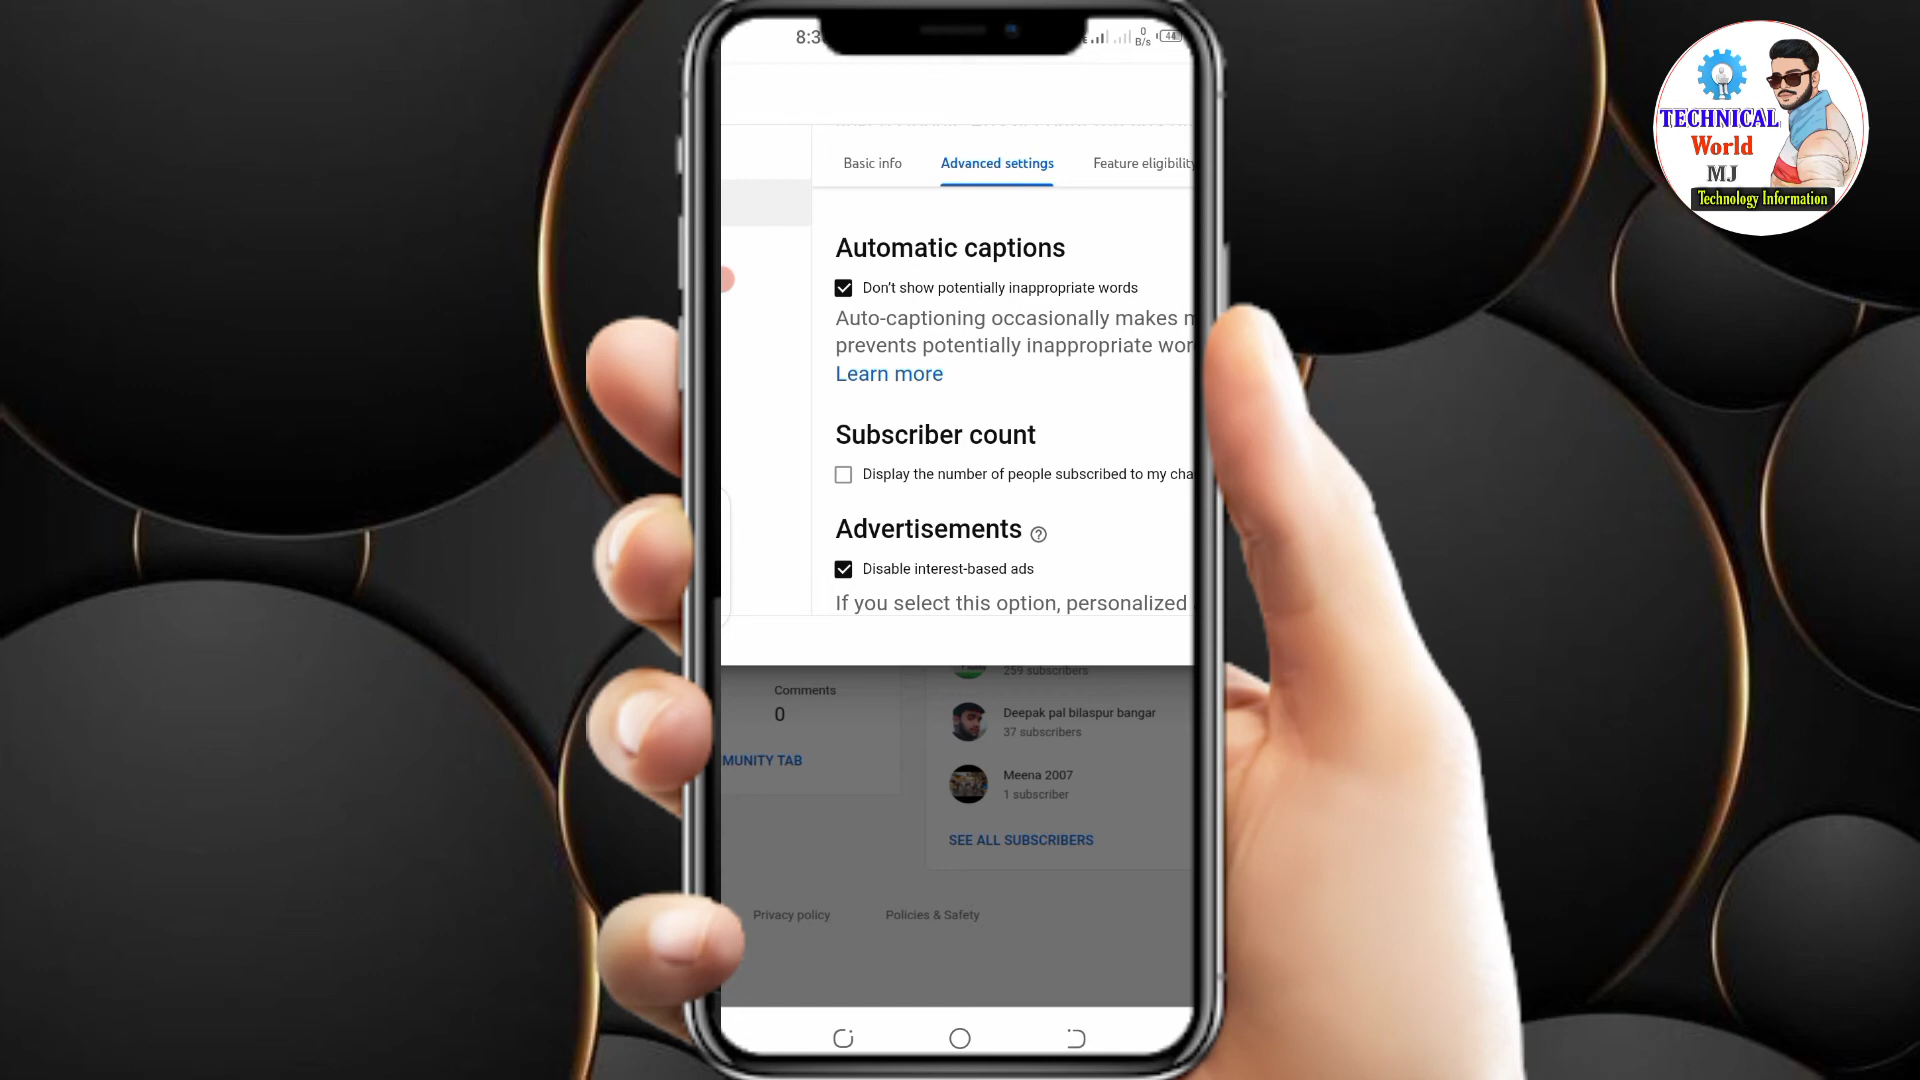 8:3
0
B/s
44
TECHNICAL
World
MJ
Technology Information
Basic info
Advanced settings
Feature eligibility
Automatic captions
Don't show potentially inappropriate words
Auto-captioning occasionally makes m
prevents potentially inappropriate wor
Learn more
Subscriber count
Display the number of people subscribed to my cha
Advertisements
Disable interest-based ads
If you select this option, personalized
259 subscribers
Comments
0
Deepak pal bilaspur bangar
37 subscribers
MUNITY TAB
Meena 2007
1 subscriber
SEE ALL SUBSCRIBERS
Privacy policy
Policies & Safety